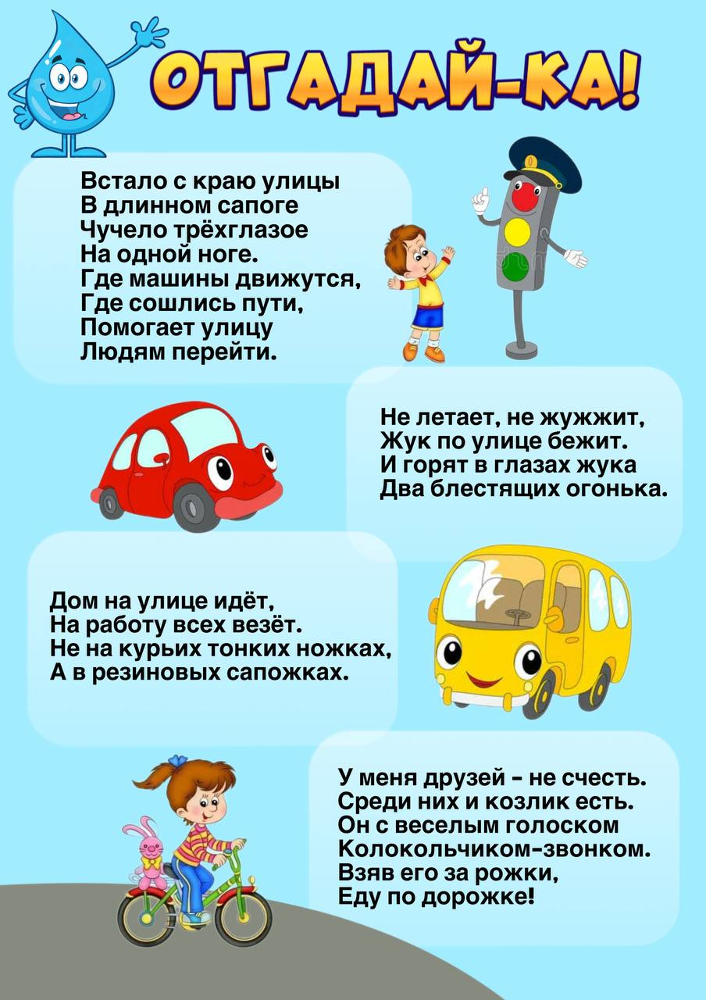 ОТГАДАЙ-КА!
Встало с краю улицы
В длинном сапоге
Чучело трёхглазое
На одной ноге.
Где машины движутся,
Где сошлись пути,
Помогает улицу
Людям перейти.
Не летает, не жужжит,
Жук по улице бежит.
И горят в глазах жука
Два блестящих огонька.
Дом на улице идёт,
На работу всех везёт.
Не на курьих тонких ножках,
А в резиновых сапожках.
У меня друзей - не счесть.
Среди них и козлик есть.
Он с веселым голоском
Колокольчиком-звонком.
Взяв его за рожки,
Еду по дорожке!